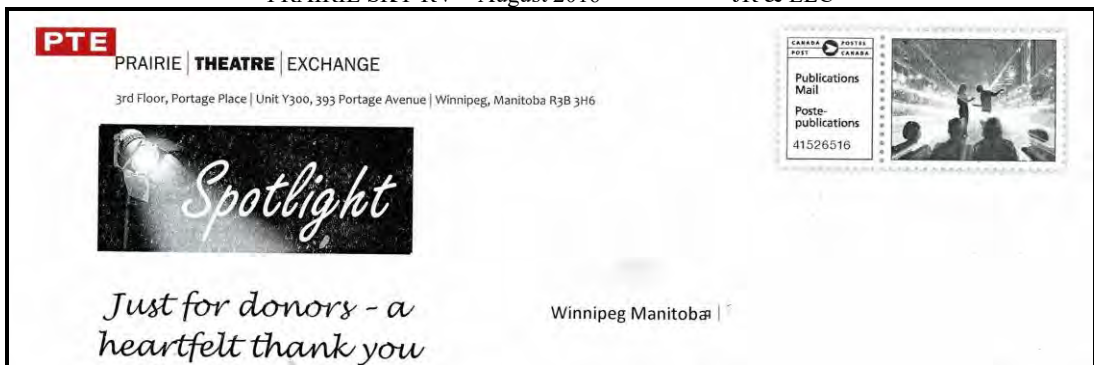 PTE
PRAIRIE | THEATRE | EXCHANGE
3rd Floor, Portage Place | Unit Y300, 393 Portage Avenue | Winnipeg, Manitoba R3B 3H6
CANADA POSTES
POST CANADA
Publications
Mail
Poste-
publications
41526516
Spotlight
Just for donors - a
heartfelt thank you
Winnipeg Manitoba